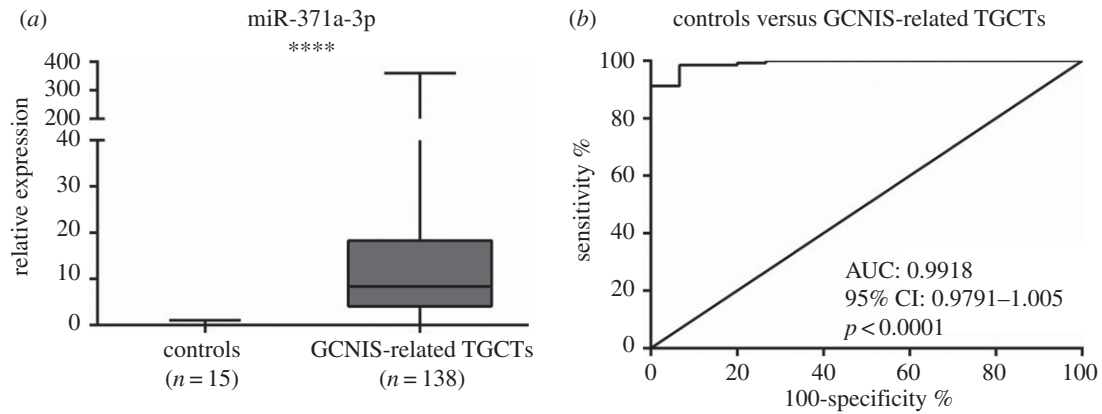 (a)
miR-371a-3p
****
400
300
200
40
30
20
10
0
relative expression
controls
(n = 15)
GCNIS-related TGCTs
(n = 138)
(b)
controls versus GCNIS-related TGCTs
100
80
60
40
20
0
sensitivity %
AUC: 0.9918
95% CI: 0.9791–1.005
p < 0.0001
0 20 40 60 80 100
100-specificity %